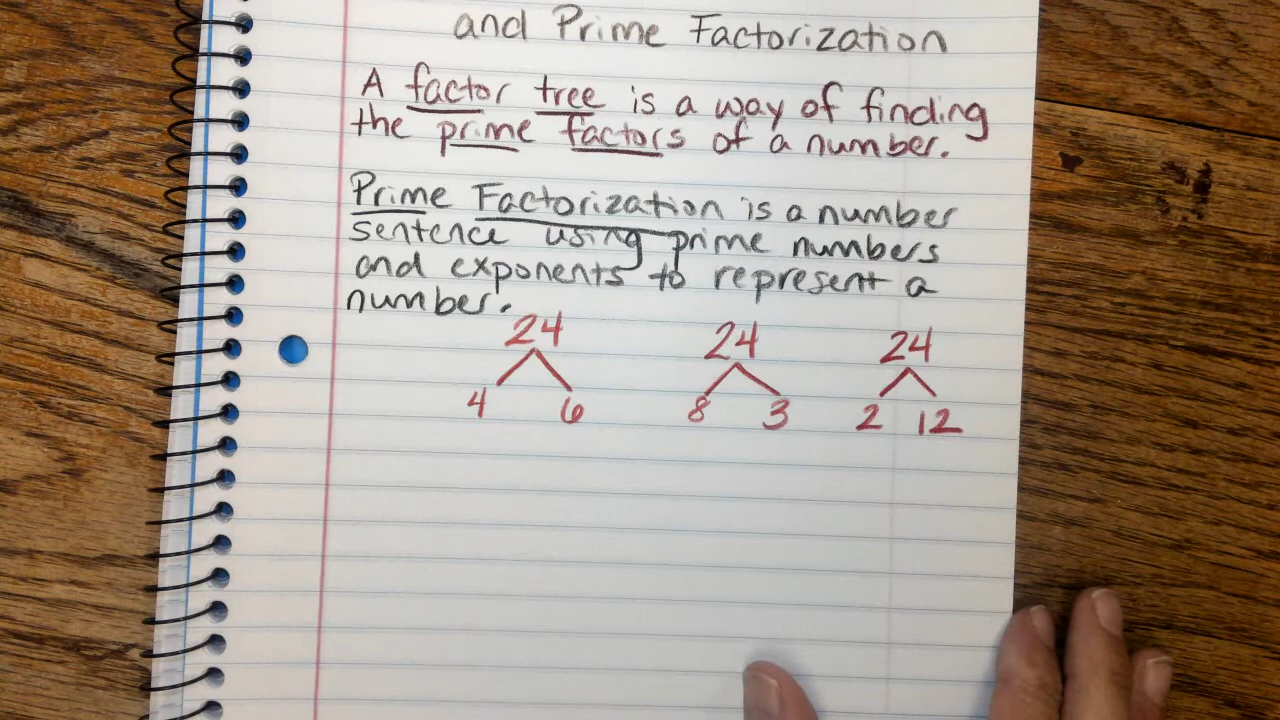 and Prime Factorization
A factor tree is a way of finding
the prime factors of a number.
Prime Factorization is a number
sentence using prime numbers
and exponents to represent a
number.
24 24 24
4 6 8 3 2 12